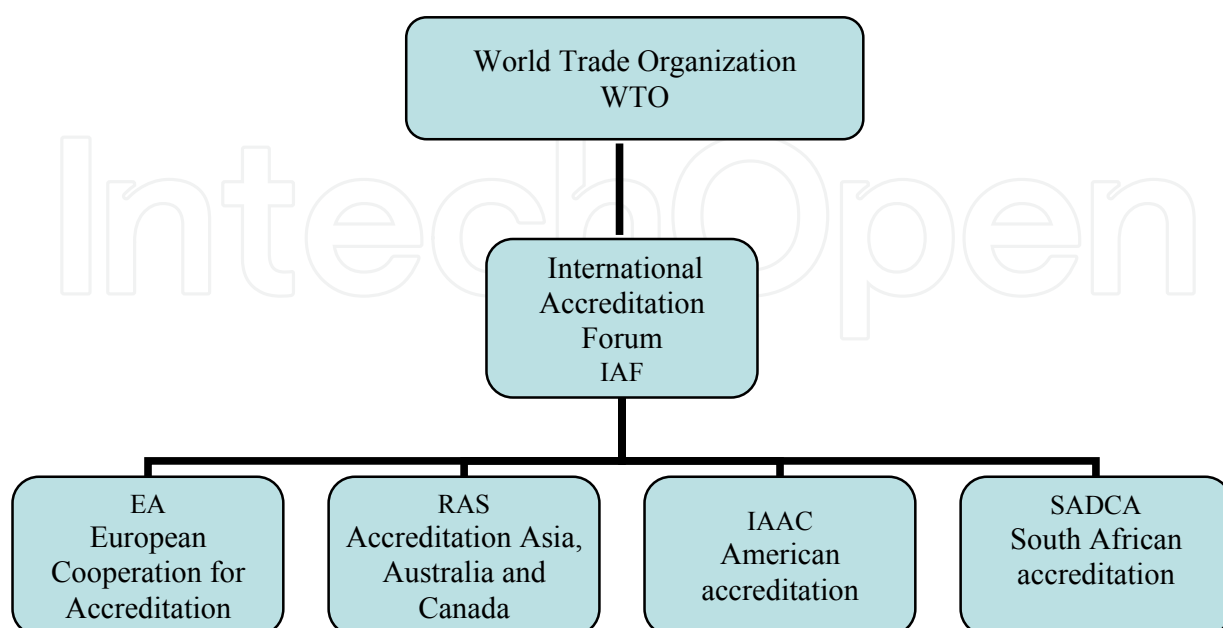 World Trade Organization
WTO
IntechOpen
International
Accreditation
Forum
IAF
EA
European
Cooperation for
Accreditation
RAS
Accreditation Asia,
Australia and
Canada
IAAC
American
accreditation
SADCA
South African
accreditation